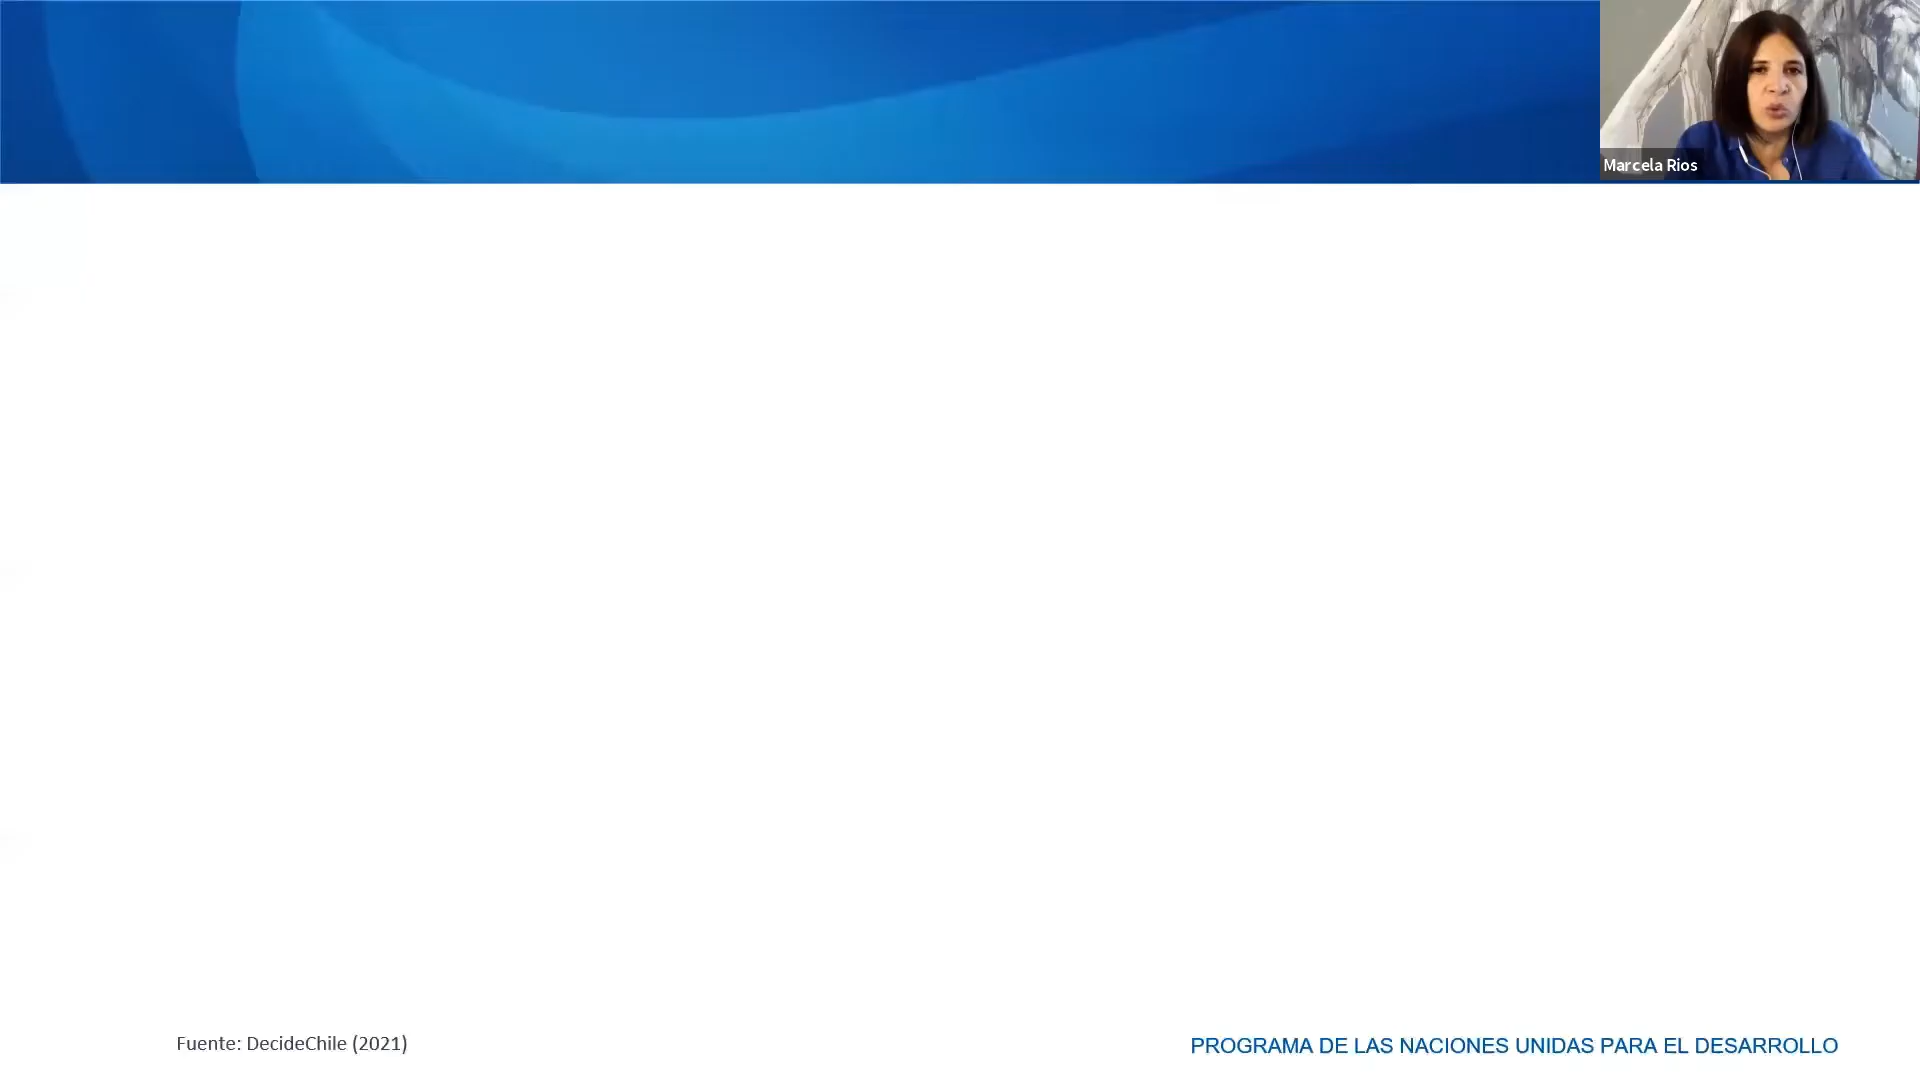 Marcela Rios
Fuente: DecideChile (2021)
PROGRAMA DE LAS NACIONES UNIDAS PARA EL DESARROLLO